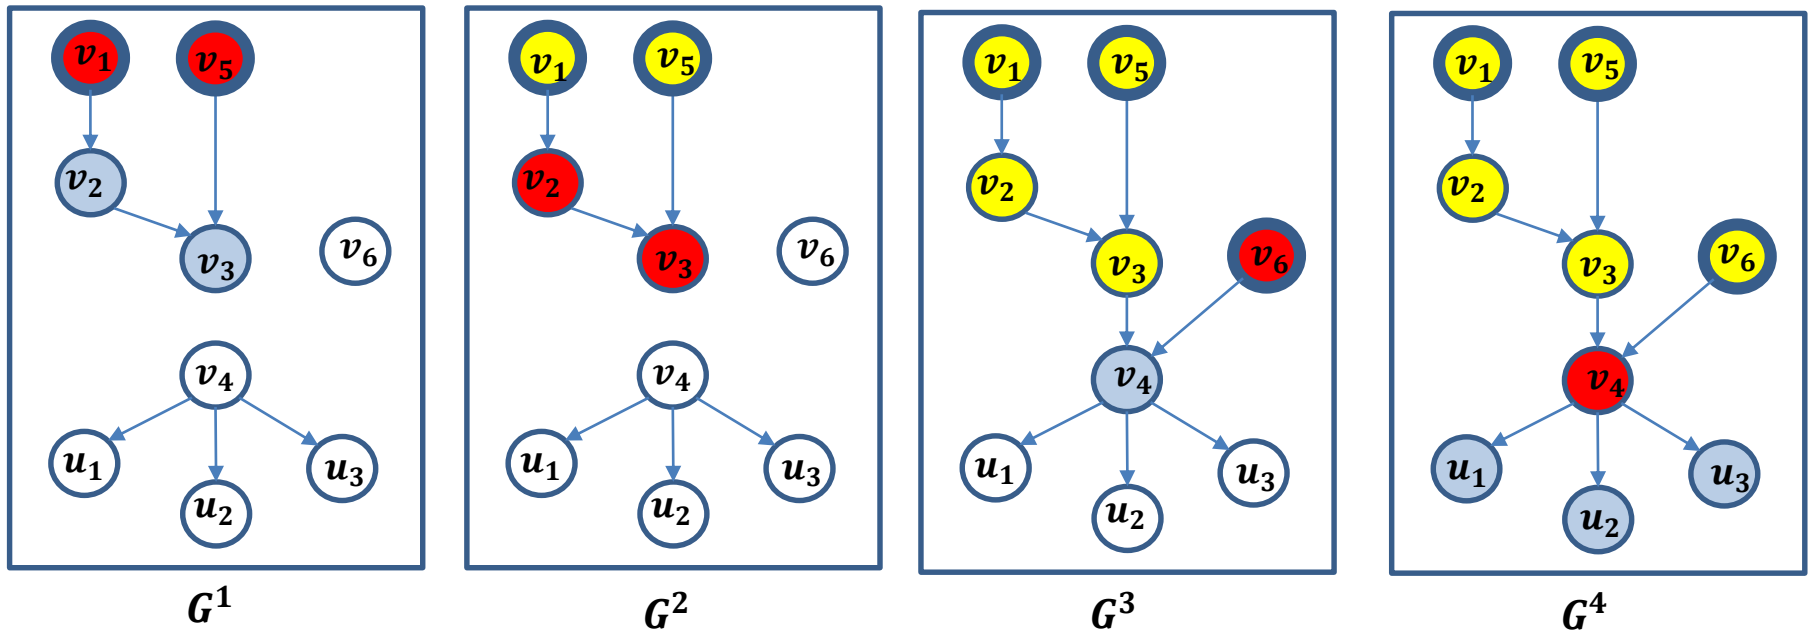 v₁ v₅
v₂
v₃ v₆
v₄
u₁ u₃
u₂
G¹
v₁ v₅
v₂
v₃ v₆
v₄
u₁ u₃
u₂
G²
v₁ v₅
v₂
v₃ v₆
v₄
u₁ u₃
u₂
G³
v₁ v₅
v₂
v₃ v₆
v₄
u₁ u₃
u₂
G⁴